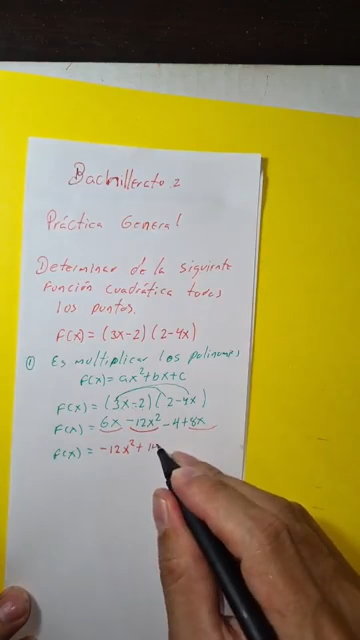 Bachillerato 2
Práctica General
Determinar de la siguiente
Función cuadrática todos
los puntos.
F(x) = (3x-2) (2-4x)
① Es multiplicar los polinomios
F(x) = ax²+bx+c
F(x) = (3x-2) (2-4x)
F(x) = 6x -12x² -4+8x
F(x) = -12x² + 14